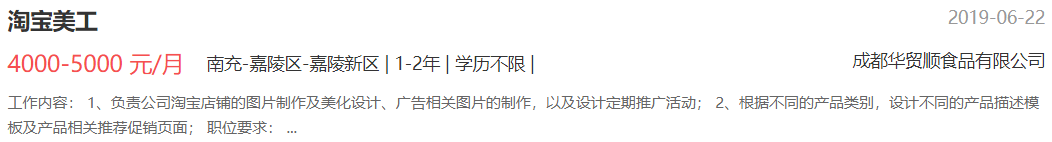 淘宝美工
2019-06-22
4000-5000 元/月 南充-嘉陵区-嘉陵新区 | 1-2年 | 学历不限 |
成都华贸顺食品有限公司
工作内容： 1、负责公司淘宝店铺的图片制作及美化设计、广告相关图片的制作，以及设计定期推广活动； 2、根据不同的产品类别，设计不同的产品描述模
板及产品相关推荐促销页面； 职位要求： ...